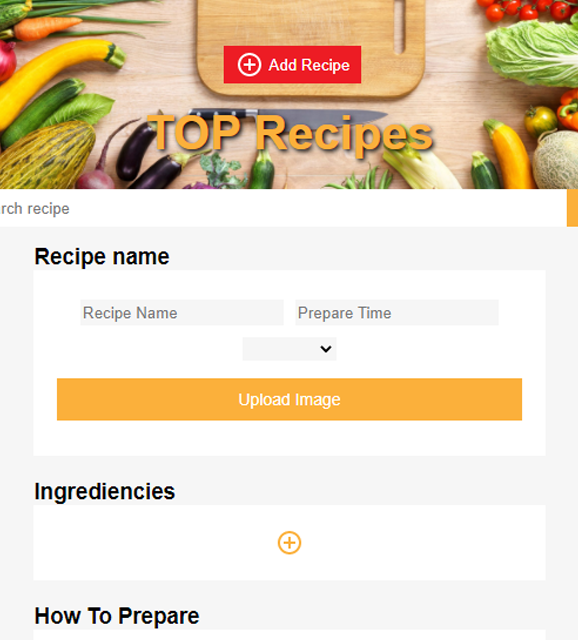 Add Recipe
TOP Recipes
rch recipe
Recipe name
Recipe Name
Prepare Time
Upload Image
Ingrediencies
How To Prepare